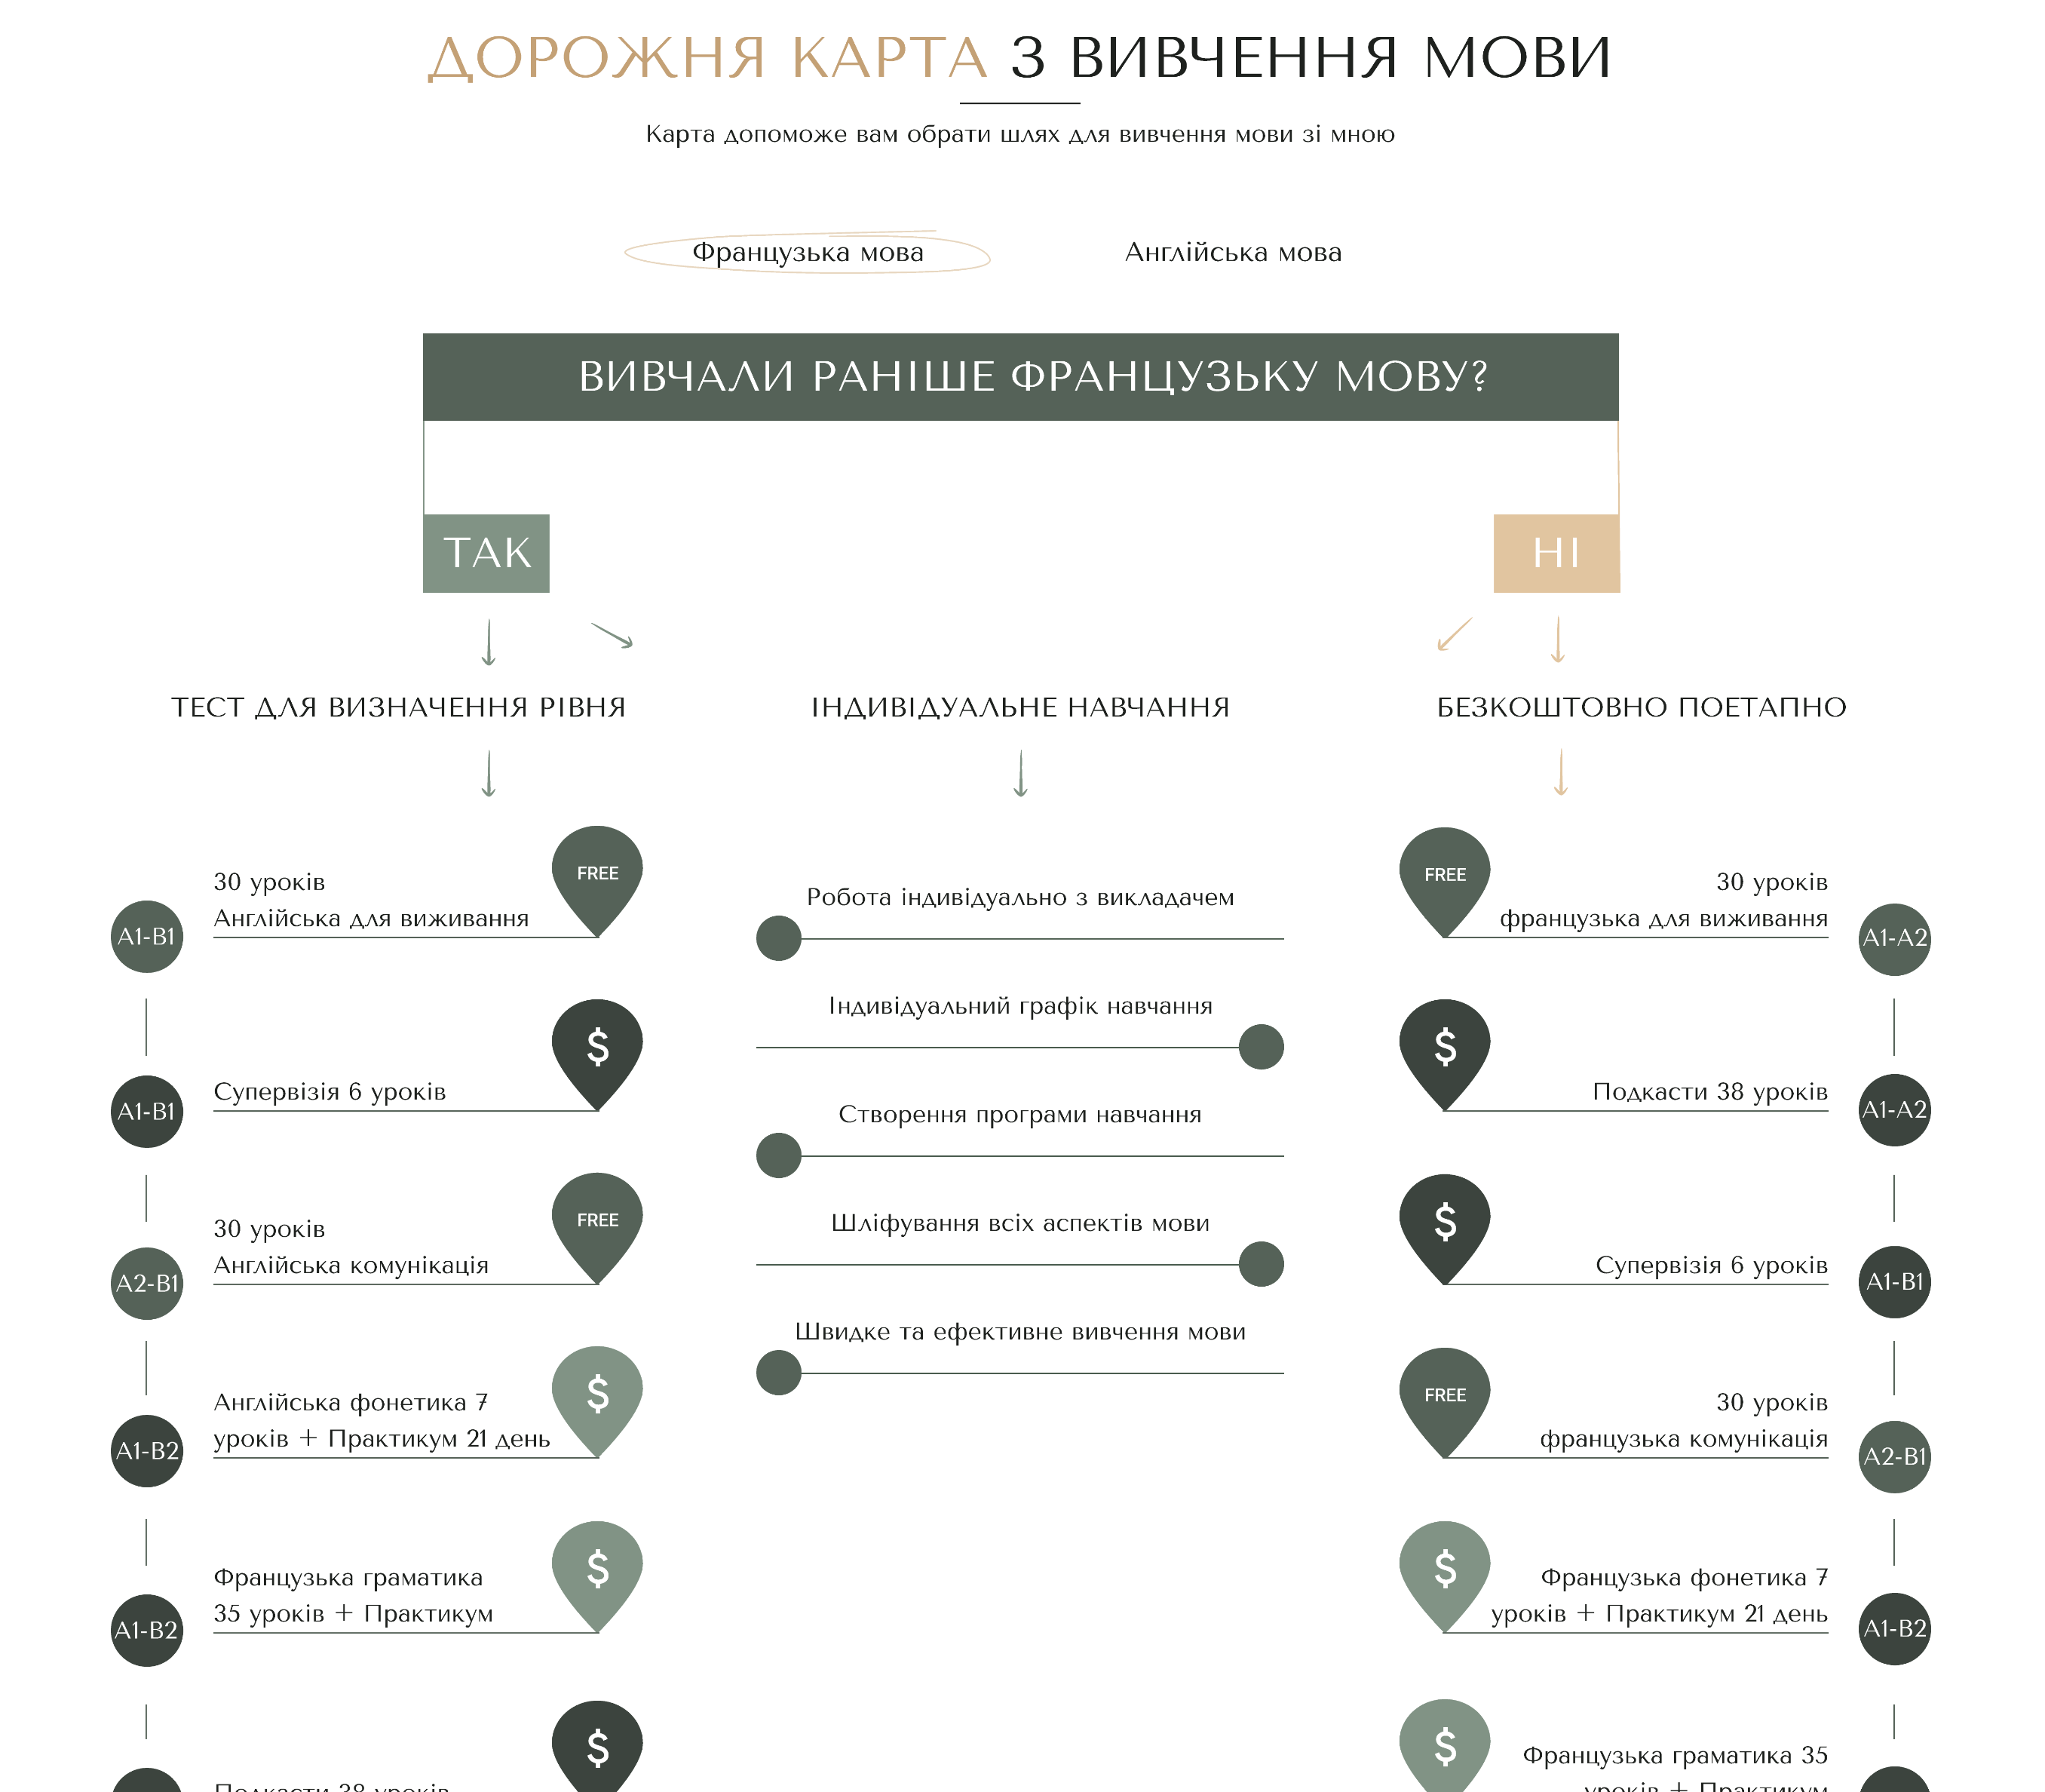 ДОРОЖНЯ КАРТА З ВИВЧЕННЯ МОВИ
Карта допоможе вам обрати шлях для вивчення мови зі мною
Французька мова
Англійська мова
ВИВЧАЛИ РАНІШЕ ФРАНЦУЗЬКУ МОВУ?
ТАК
НІ
ТЕСТ ДЛЯ ВИЗНАЧЕННЯ РІВНЯ
ІНДИВІДУАЛЬНЕ НАВЧАННЯ
БЕЗКОШТОВНО ПОЕТАПНО
A1-B1
30 уроків
Англійська для виживання
FREE
A1-B1
Супервізія 6 уроків
$
A2-B1
30 уроків
Англійська комунікація
FREE
A1-B2
Англійська фонетика 7
уроків + Практикум 21 день
$
A1-B2
Французька граматика
35 уроків + Практикум
$
Подкасти 38 уроків
$
Робота індивідуально з викладачем
Індивідуальний графік навчання
Створення програми навчання
Шліфування всіх аспектів мови
Швидке та ефективне вивчення мови
FREE
30 уроків
французька для виживання
A1-A2
$
Подкасти 38 уроків
A1-A2
$
Супервізія 6 уроків
A1-B1
FREE
30 уроків
французька комунікація
A2-B1
$
Французька фонетика 7
уроків + Практикум 21 день
A1-B2
$
Французька граматика 35
уроків + Практикум